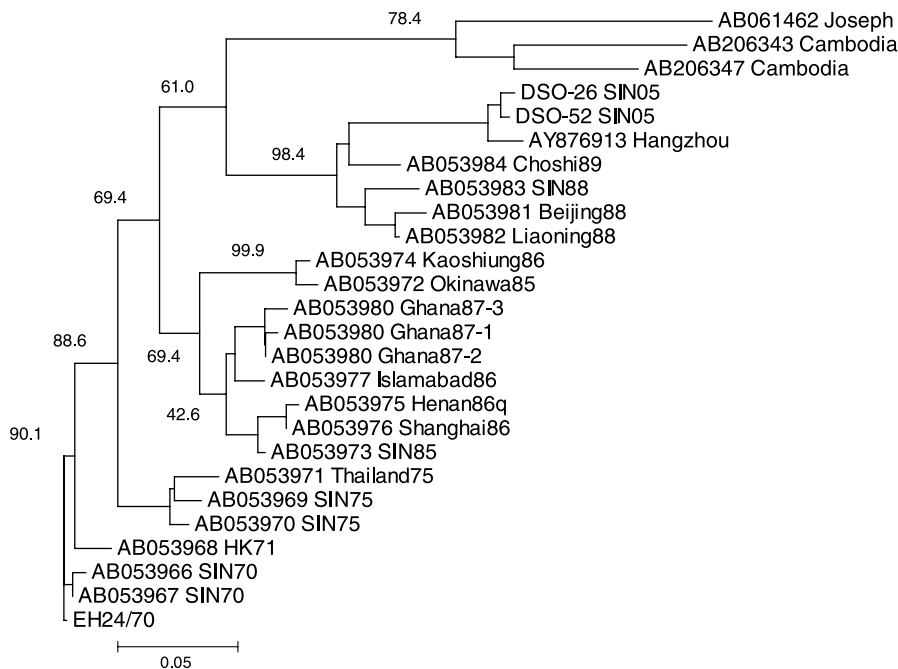 78.4
AB061462 Joseph
AB206343 Cambodia
AB206347 Cambodia
61.0
DSO-26 SIN05
DSO-52 SIN05
AY876913 Hangzhou
98.4
AB053984 Choshi89
AB053983 SIN88
69.4
AB053981 Beijing88
AB053982 Liaoning88
99.9
AB053974 Kaoshiung86
AB053972 Okinawa85
AB053980 Ghana87-3
AB053980 Ghana87-1
88.6
69.4
AB053980 Ghana87-2
AB053977 Islamabad86
42.6
AB053975 Henan86q
AB053976 Shanghai86
90.1
AB053973 SIN85
AB053971 Thailand75
AB053969 SIN75
AB053970 SIN75
AB053968 HK71
AB053966 SIN70
AB053967 SIN70
EH24/70
0.05